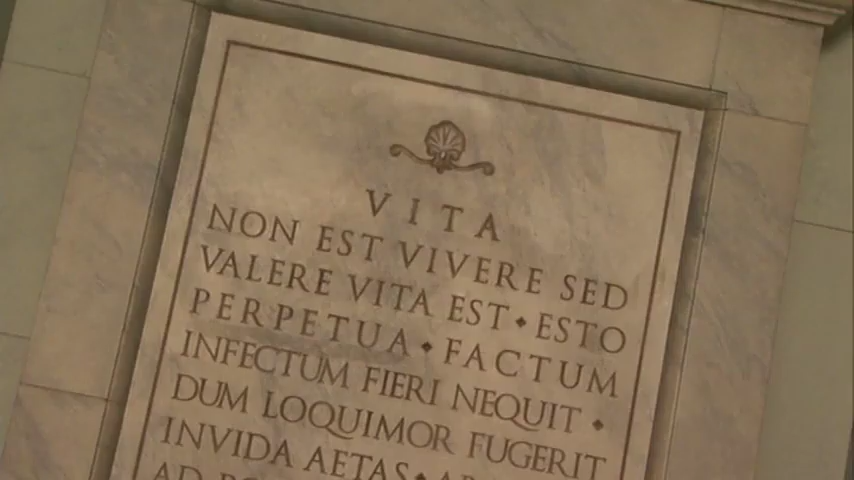 VITA
NON EST VIVERE SED
VALERE VITA EST ⬩ ESTO
PERPETUA ⬩ FACTUM
INFECTUM FIERI NEQUIT ⬩
DUM LOQUIMOR FUGERIT
INVIDA AETAS ⬩
AD